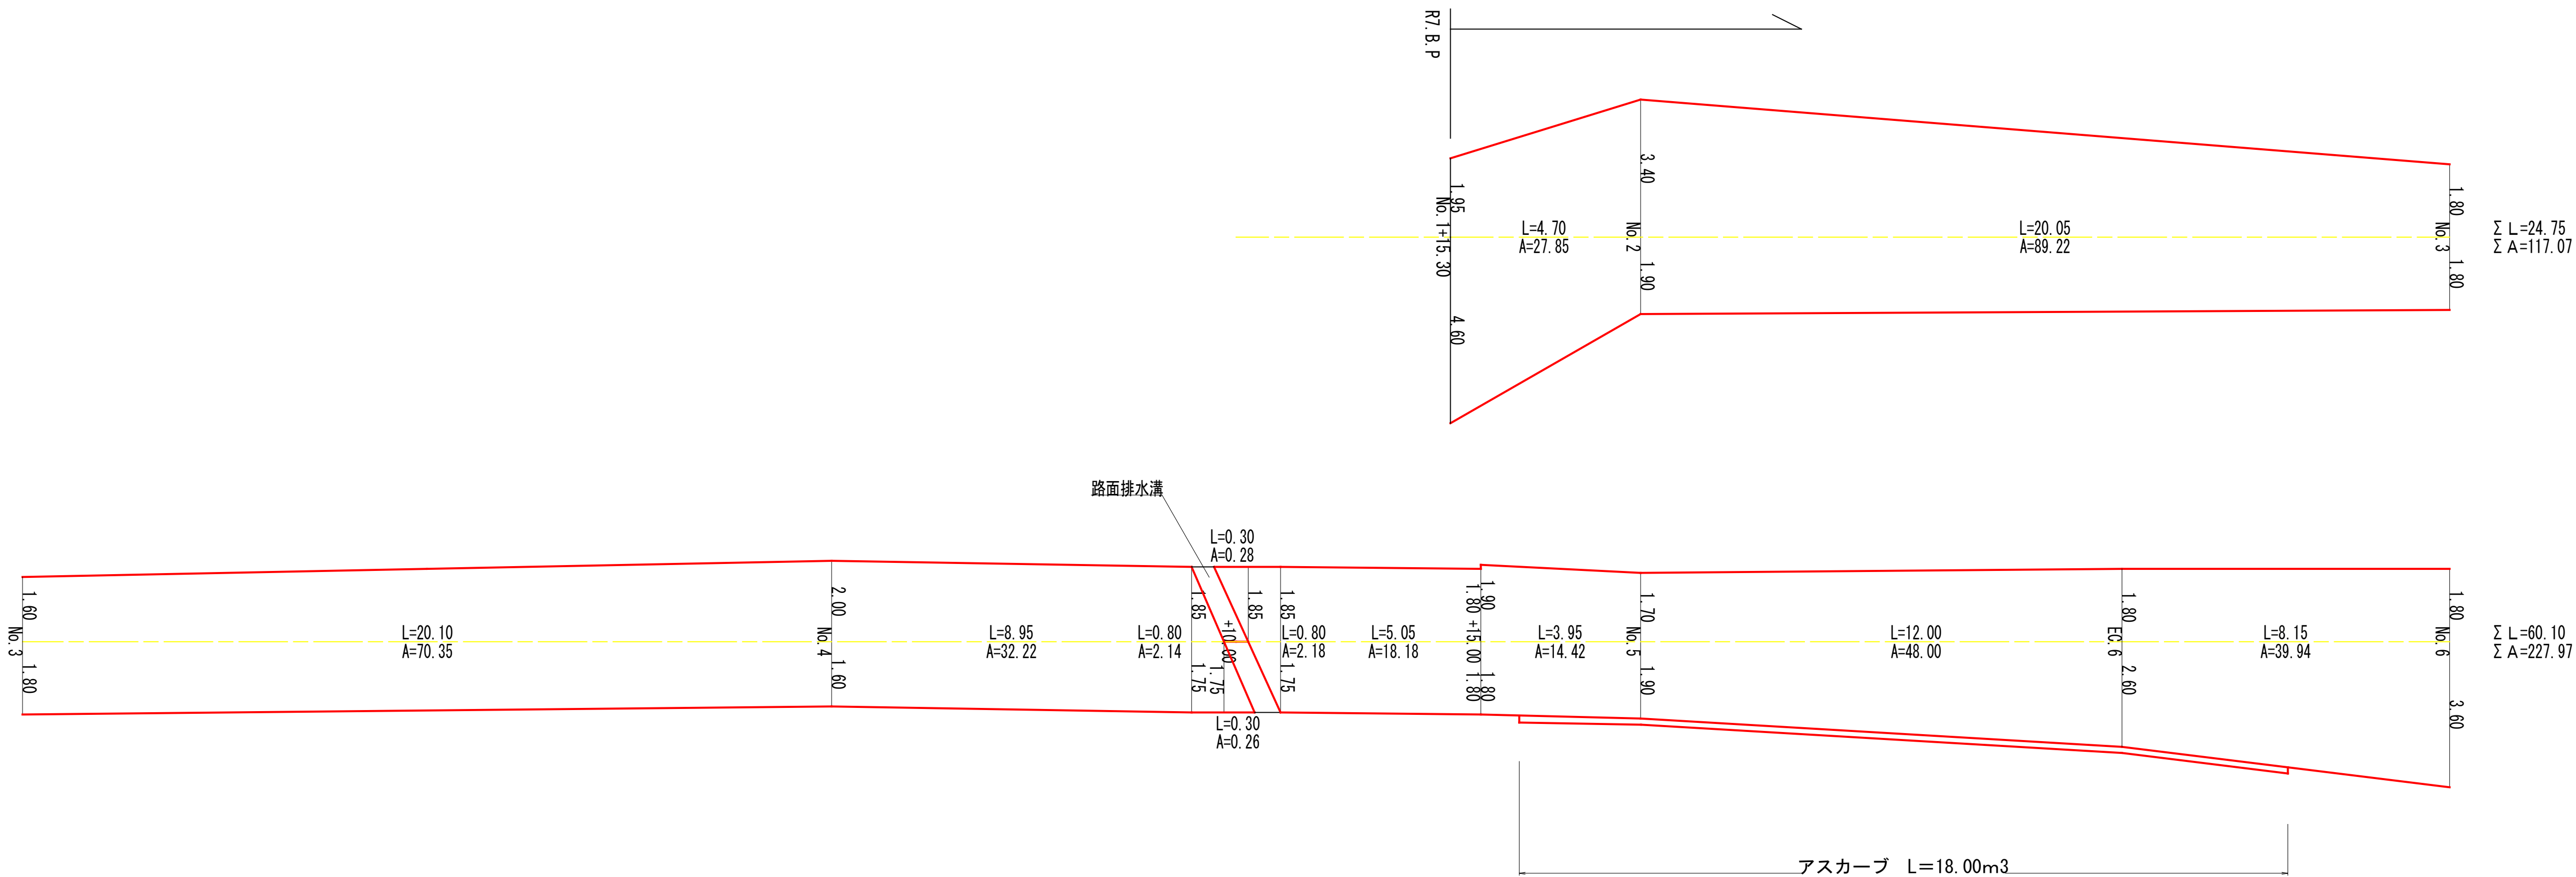 R7.B.P
1.95
No.1+15.30
4.60
L=4.70
A=27.85
3.40
No.2
1.90
L=20.05
A=89.22
1.80
No.3
1.80
Σ L=24.75
Σ A=117.07
路面排水溝
L=0.30
A=0.28
1.60
No.3
1.80
L=20.10
A=70.35
2.00
No.4
1.60
L=8.95
A=32.22
L=0.80
A=2.14
1.85
1.75
+10.00
1.75
1.85
L=0.30
A=0.26
1.85
1.75
L=0.80
A=2.18
L=5.05
A=18.18
1.80
+15.00
1.80
1.90
1.80
L=3.95
A=14.42
1.70
No.5
1.90
L=12.00
A=48.00
1.80
EC.6
2.60
L=8.15
A=39.94
1.80
No.6
3.60
Σ L=60.10
Σ A=227.97
アスカーブ L=18.00m3